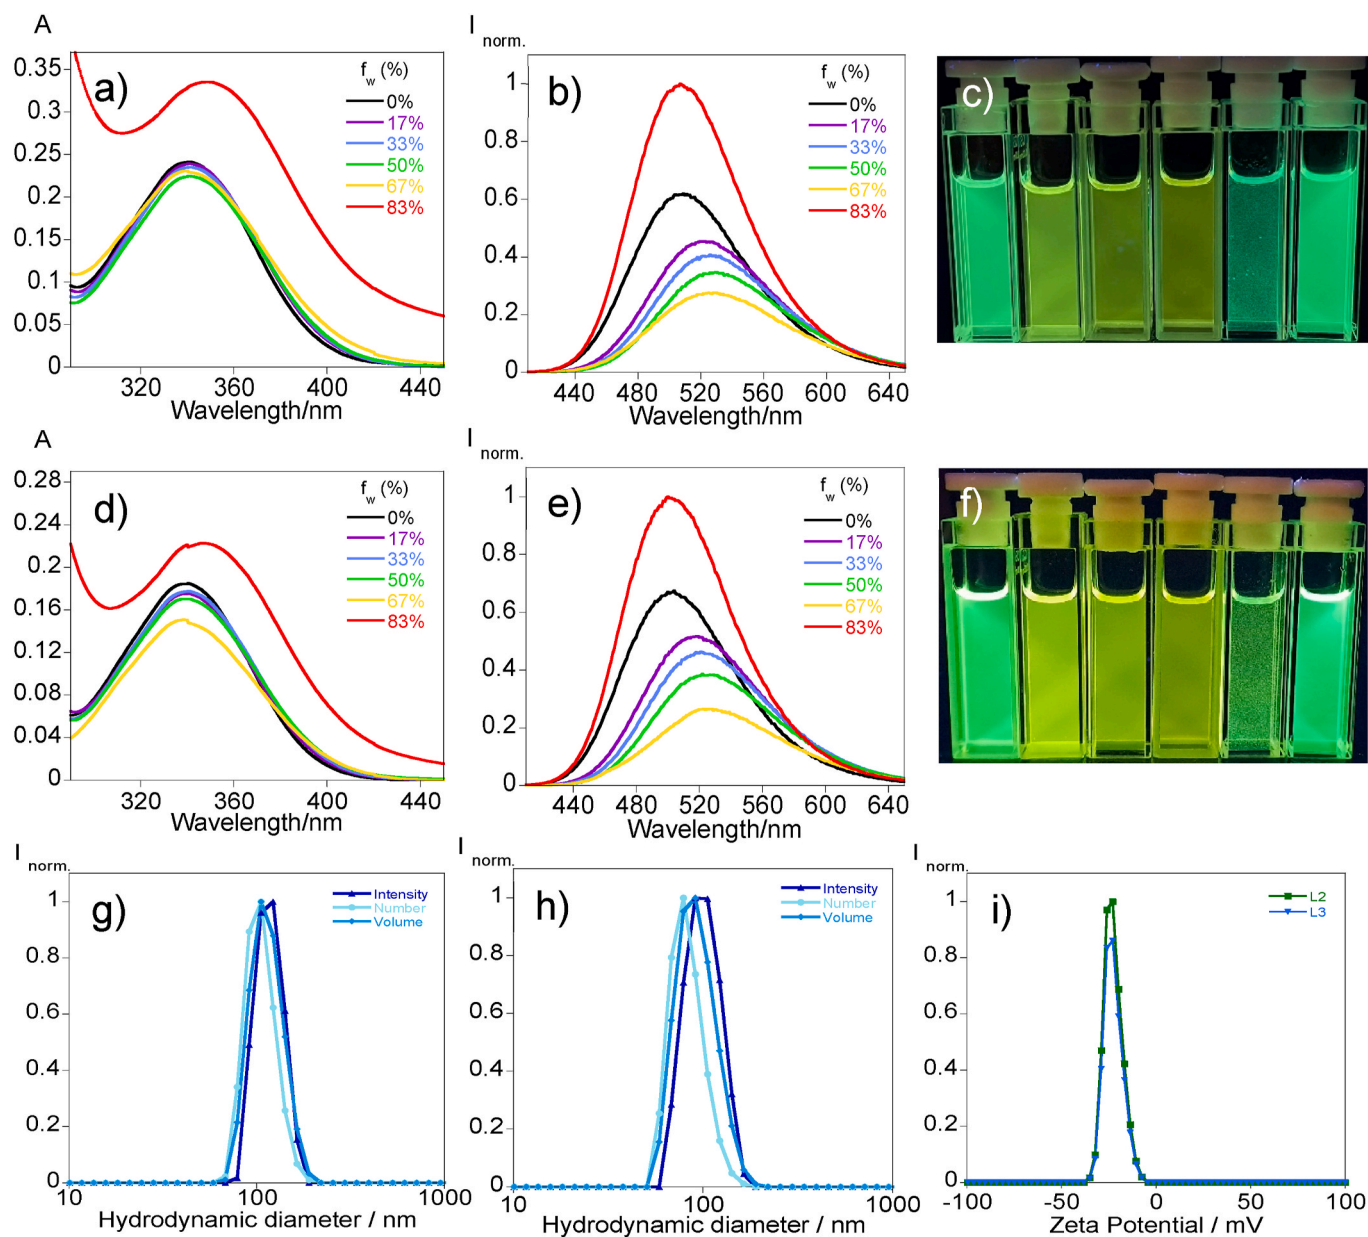 A
a)
f_w (%)
0%
17%
33%
50%
67%
83%
0.35
0.3
0.25
0.2
0.15
0.1
0.05
0
320 360 400 440
Wavelength/nm
I norm.
b)
f_w (%)
0%
17%
33%
50%
67%
83%
1
0.8
0.6
0.4
0.2
0
440 480 520 560 600 640
Wavelength/nm
c)
A
d)
f_w (%)
0%
17%
33%
50%
67%
83%
0.28
0.24
0.2
0.16
0.12
0.08
0.04
0
320 360 400 440
Wavelength/nm
I norm.
e)
f_w (%)
0%
17%
33%
50%
67%
83%
1
0.8
0.6
0.4
0.2
0
440 480 520 560 600 640
Wavelength/nm
f)
I norm.
g)
Intensity
Number
Volume
1
0.8
0.6
0.4
0.2
0
10 100 1000
Hydrodynamic diameter / nm
I norm.
h)
Intensity
Number
Volume
1
0.8
0.6
0.4
0.2
0
10 100 1000
Hydrodynamic diameter / nm
I norm.
i)
L2
L3
1
0.8
0.6
0.4
0.2
0
-100 -50 0 50 100
Zeta Potential / mV